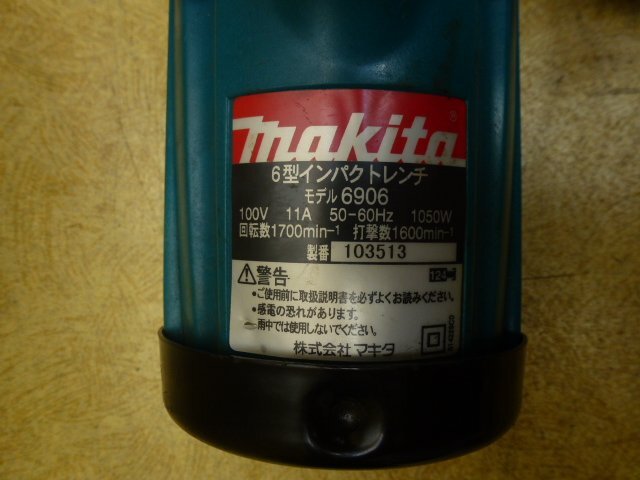 makita®
6型インパクトレンチ
モデル 6906
100V 11A 50-60Hz 1050W
回転数1700min⁻¹ 打撃数1600min⁻¹
製番 103513
⚠警告 124
•ご使用前に取扱説明書を必ずよくお読みください。
•感電の恐れがあります。
•雨中では使用しないでください。
株式会社マキタ